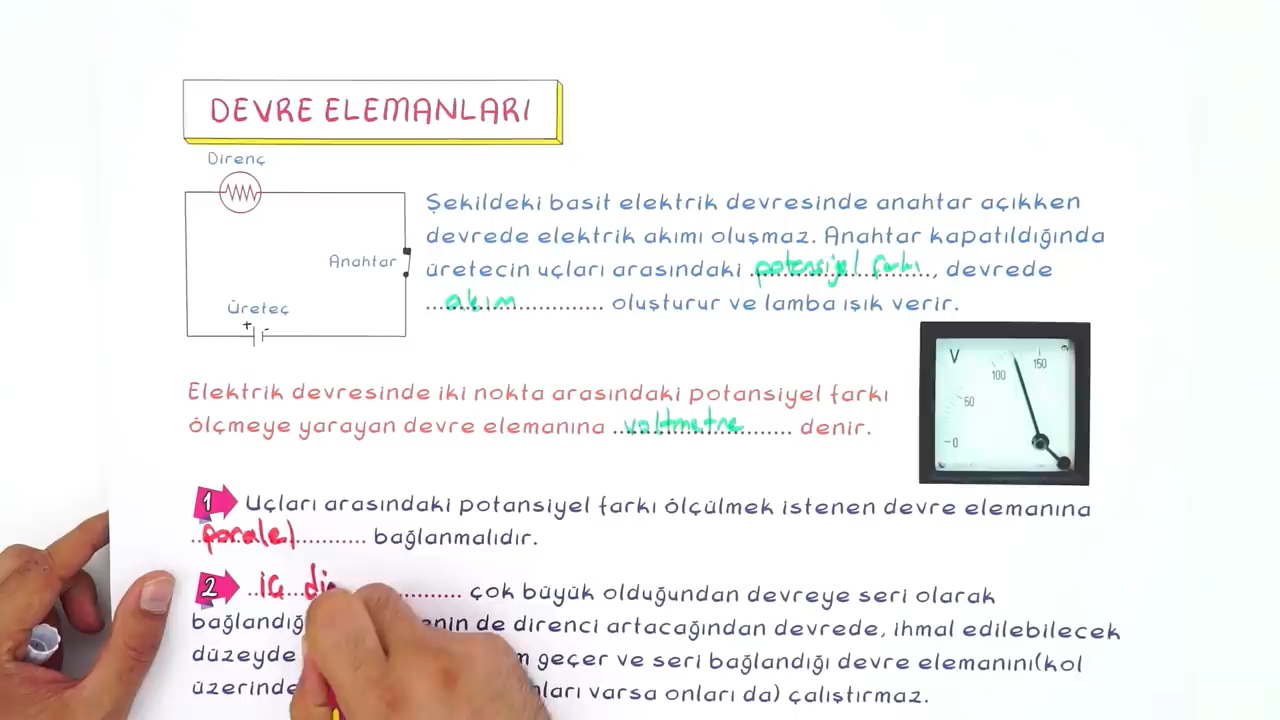 DEVRE ELEMANLARI
Direnç
Anahtar
Üreteç
+ -
Şekildeki basit elektrik devresinde anahtar açıkken
devrede elektrik akımı oluşmaz. Anahtar kapatıldığında
üretecin uçları arasındaki potansiyel farkı, devrede
akım oluşturur ve lamba ışık verir.
V
0 50 100 150
Elektrik devresinde iki nokta arasındaki potansiyel farkı
ölçmeye yarayan devre elemanına voltmetre denir.
1 Uçları arasındaki potansiyel farkı ölçülmek istenen devre elemanına
paralel bağlanmalıdır.
2 iç di çok büyük olduğundan devreye seri olarak
de direnci artacağından devrede, ihmal edilebilecek
düzeyde geçer ve seri bağlandığı devre elemanını(kol
üzerinde varsa onları da) çalıştırmaz.